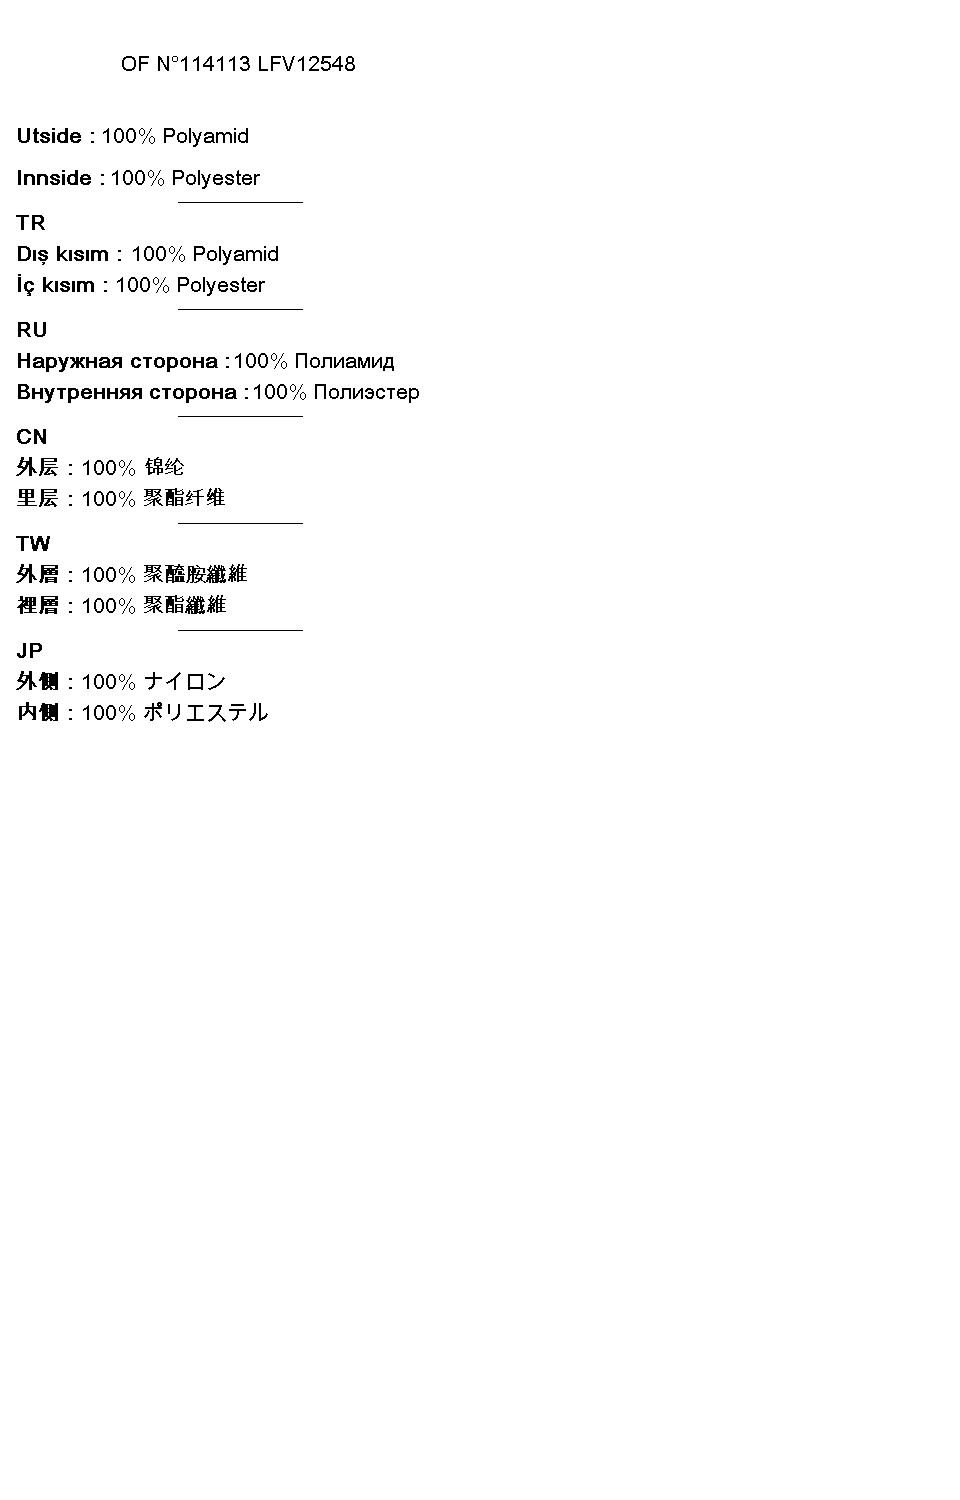 OF N°114113 LFV12548
Utside : 100% Polyamid
Innside : 100% Polyester
TR
Dış kısım : 100% Polyamid
İç kısım : 100% Polyester
RU
Наружная сторона : 100% Полиамид
Внутренняя сторона : 100% Полиэстер
CN
外层 : 100% 锦纶
里层 : 100% 聚酯纤维
TW
外層 : 100% 聚醯胺纖維
裡層 : 100% 聚酯纖維
JP
外側 : 100% ナイロン
内側 : 100% ポリエステル